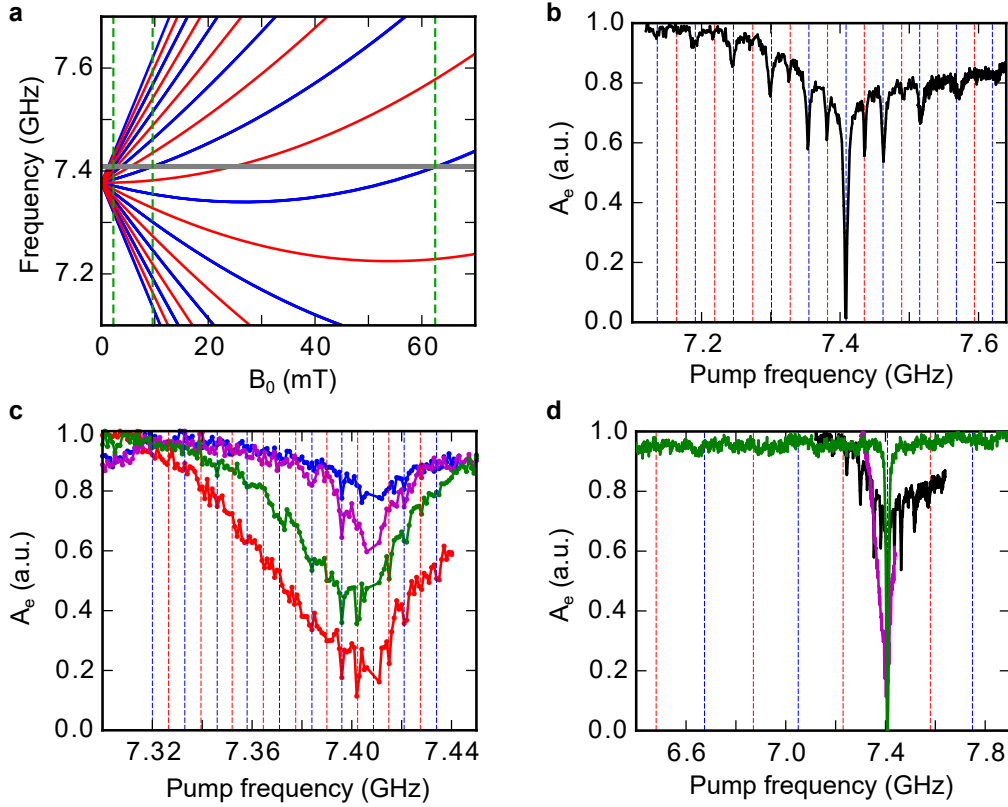 a
7.6
7.4
7.2
Frequency (GHz)
0 20 40 60
B0 (mT)
b
1.0
0.8
0.6
0.4
0.2
0.0
Ae (a.u.)
7.2 7.4 7.6
Pump frequency (GHz)
c
1.0
0.8
0.6
0.4
0.2
0.0
Ae (a.u.)
7.32 7.36 7.40 7.44
Pump frequency (GHz)
d
1.0
0.8
0.6
0.4
0.2
0.0
Ae (a.u.)
6.6 7.0 7.4 7.8
Pump frequency (GHz)